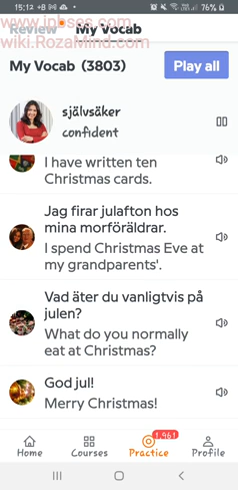 15:12
76%
www.inbses.com
wiki.RozaMind.com
Review
My Vocab
My Vocab (3803)
Play all
självsäker
confident
I have written ten
Christmas cards.
Jag firar julafton hos
mina morföräldrar.
I spend Christmas Eve at
my grandparents'.
Vad äter du vanligtvis på
julen?
What do you normally
eat at Christmas?
God jul!
Merry Christmas!
1,961
Home
Courses
Practice
Profile